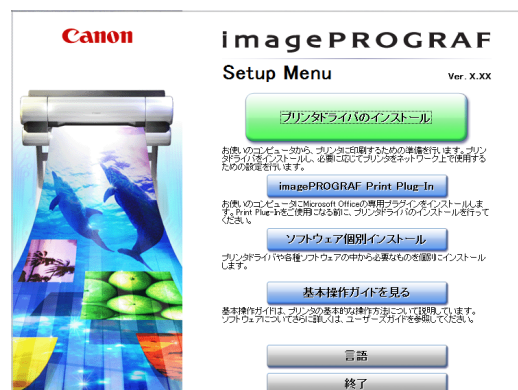 Canon
imagePROGRAF
Setup Menu
Ver. X.XX
プリンタドライバのインストール
お使いのコンピュータから、プリンタに印刷するための準備を行います。プリン
タドライバをインストールし、必要に応じてプリンタをネットワーク上で使用する
ための設定を行います。
imagePROGRAF Print Plug-In
お使いのコンピュータにMicrosoft Officeの専用プラグインをインストールしま
す。Print Plug-Inをご使用になる前に、プリンタドライバのインストールを行って
ください。
ソフトウェア個別インストール
プリンタドライバや各種ソフトウェアの中から必要なものを個別にインストール
します。
基本操作ガイドを見る
基本操作ガイドは、プリンタの基本的な操作方法について説明しています。
ソフトウェアについてさらに詳しくは、ユーザーズガイドを参照してください。
言語
終了